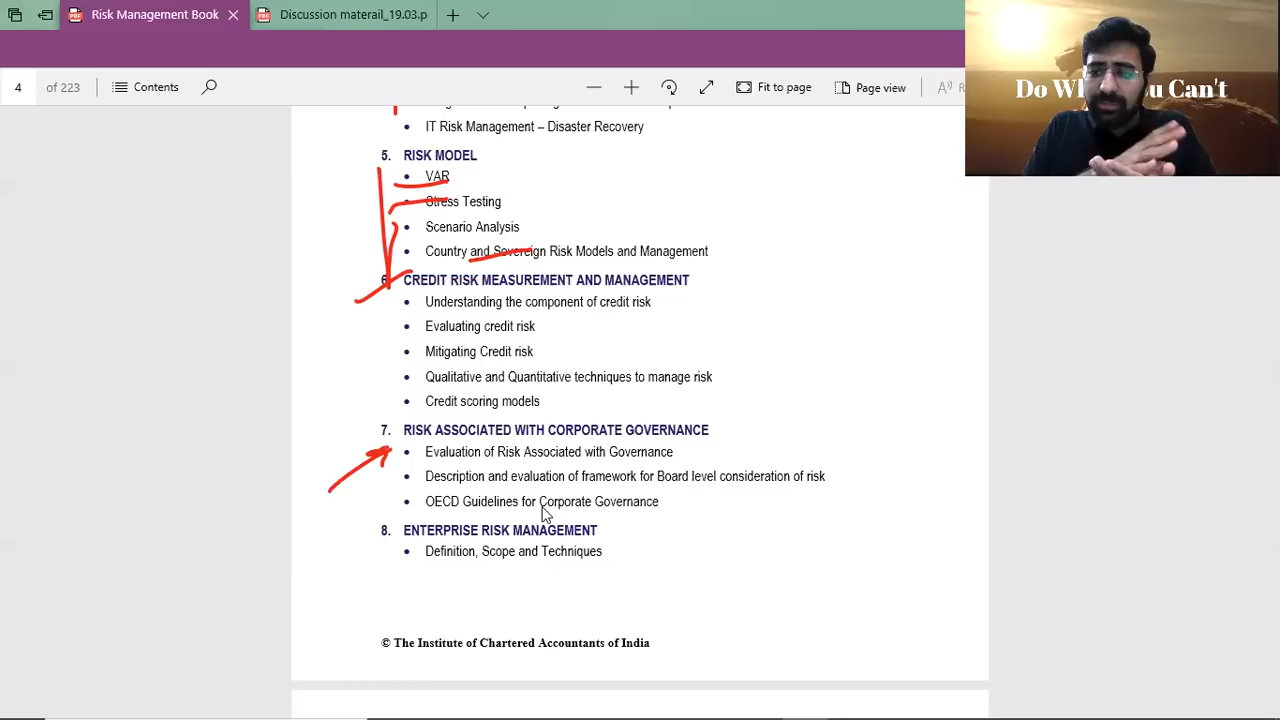 Risk Management Book
Discussion materail_19.03.p
4 of 223
Contents
Fit to page
Page view
Do Wh u Can't
IT Risk Management – Disaster Recovery
5. RISK MODEL
• VAR
• Stress Testing
• Scenario Analysis
• Country and Sovereign Risk Models and Management
6. CREDIT RISK MEASUREMENT AND MANAGEMENT
• Understanding the component of credit risk
• Evaluating credit risk
• Mitigating Credit risk
• Qualitative and Quantitative techniques to manage risk
• Credit scoring models
7. RISK ASSOCIATED WITH CORPORATE GOVERNANCE
• Evaluation of Risk Associated with Governance
• Description and evaluation of framework for Board level consideration of risk
• OECD Guidelines for Corporate Governance
8. ENTERPRISE RISK MANAGEMENT
• Definition, Scope and Techniques
© The Institute of Chartered Accountants of India